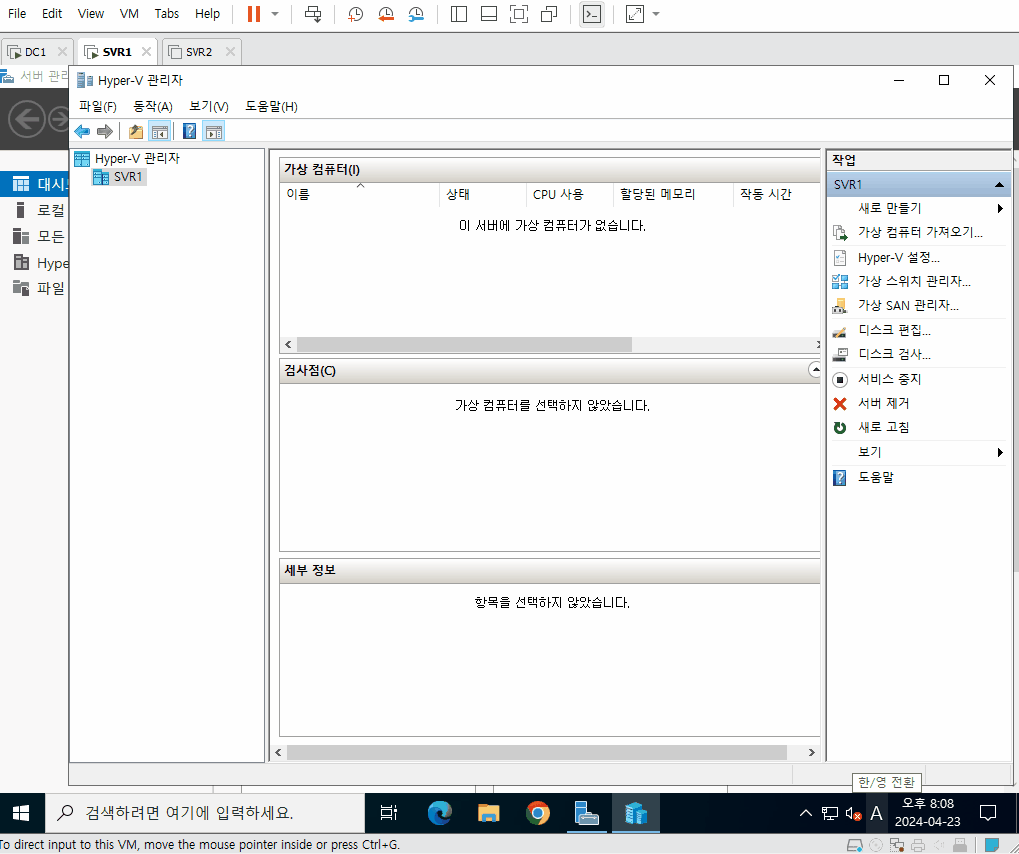 File Edit View VM Tabs Help
DC1 SVR1 SVR2
서버 관리
Hyper-V 관리자
파일(F) 동작(A) 보기(V) 도움말(H)
대시
로컬
모든
Hype
파일
Hyper-V 관리자
SVR1
가상 컴퓨터(I)
이름 상태 CPU 사용 할당된 메모리 작동 시간
이 서버에 가상 컴퓨터가 없습니다.
검사점(C)
가상 컴퓨터를 선택하지 않았습니다.
세부 정보
항목을 선택하지 않았습니다.
작업
SVR1
새로 만들기
가상 컴퓨터 가져오기...
Hyper-V 설정...
가상 스위치 관리자...
가상 SAN 관리자...
디스크 편집...
디스크 검사...
서비스 중지
서버 제거
새로 고침
보기
도움말
한/영 전환
검색하려면 여기에 입력하세요.
A
오후 8:08
2024-04-23
To direct input to this VM, move the mouse pointer inside or press Ctrl+G.